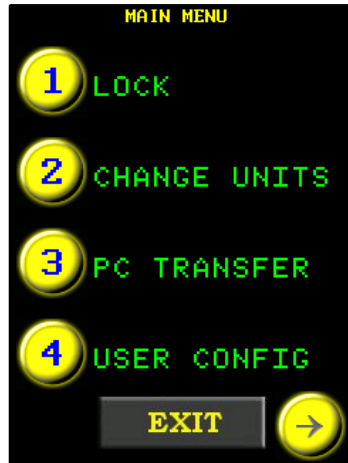 MAIN MENU
1 LOCK
2 CHANGE UNITS
3 PC TRANSFER
4 USER CONFIG
EXIT →